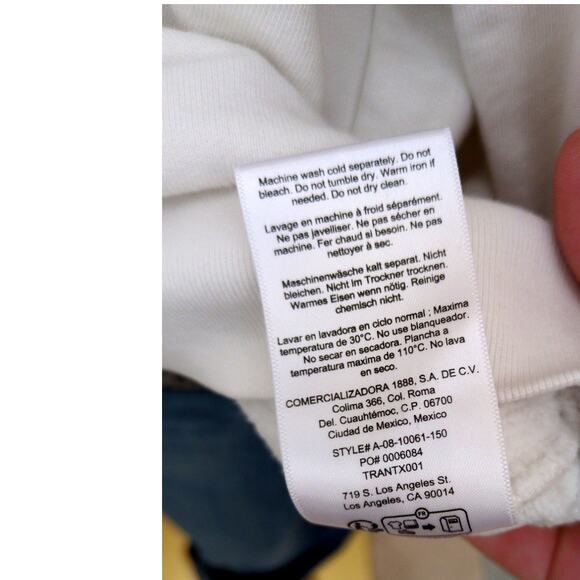 Machine wash cold separately. Do not
bleach. Do not tumble dry. Warm iron if
needed. Do not dry clean.
Lavage en machine à froid séparément.
Ne pas javelliser. Ne pas sécher en
machine. Fer chaud si besoin. Ne pas
nettoyer à sec.
Maschinenwäsche kalt separat. Nicht
bleichen. Nicht Im Trockner trocknen.
Warmes Eisen wenn nötig. Reinige
chemisch nicht.
Lavar en lavadora en ciclo normal ; Maxima
temperatura de 30°C. No use blanqueador.
No secar en secadora. Plancha a
temperatura maxima de 110°C. No lava
en seco.
COMERCIALIZADORA 1888, S.A. DE C.V.
Colima 366, Col. Roma
Del. Cuauhtémoc, C.P. 06700
Ciudad de Mexico, Mexico
STYLE# A-08-10061-150
PO# 0006084
TRANTX001
719 S. Los Angeles St.
Los Angeles, CA 90014
FR